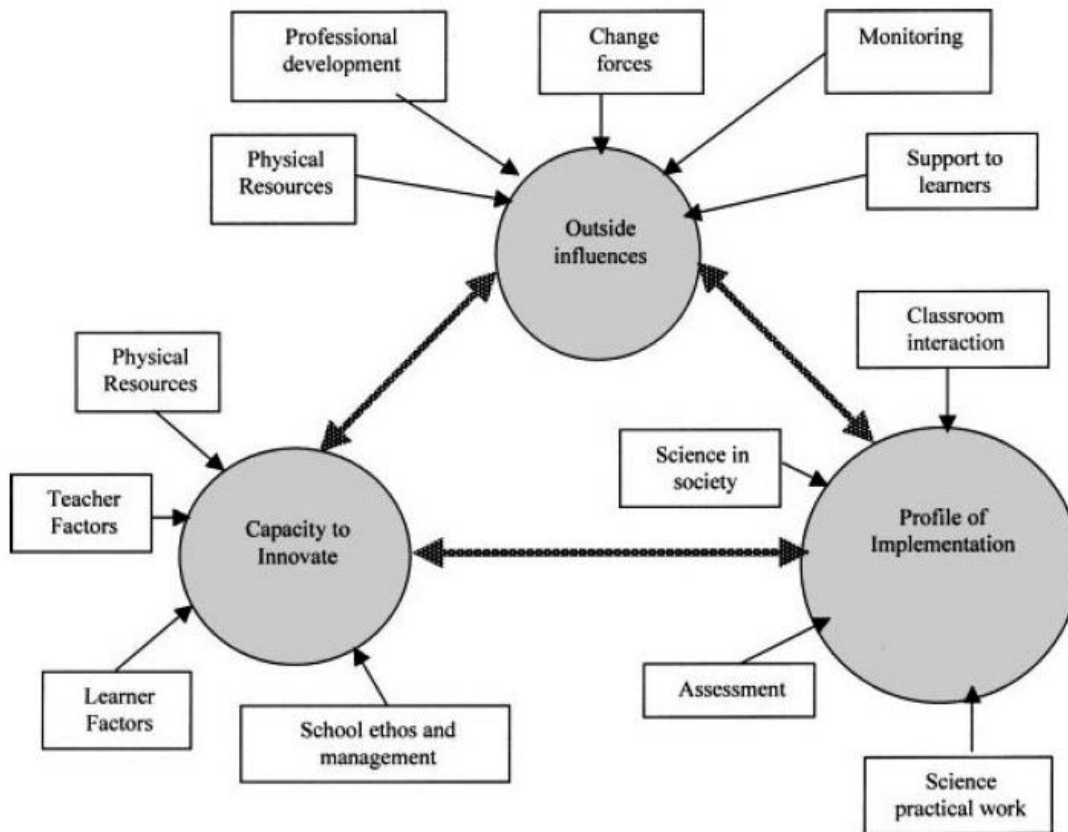 Professional
development
Change
forces
Monitoring
Physical
Resources
Support to
learners
Outside
influences
Classroom
interaction
Physical
Resources
Science in
society
Teacher
Factors
Capacity to
Innovate
Profile of
Implementation
Learner
Factors
School ethos and
management
Assessment
Science
practical work